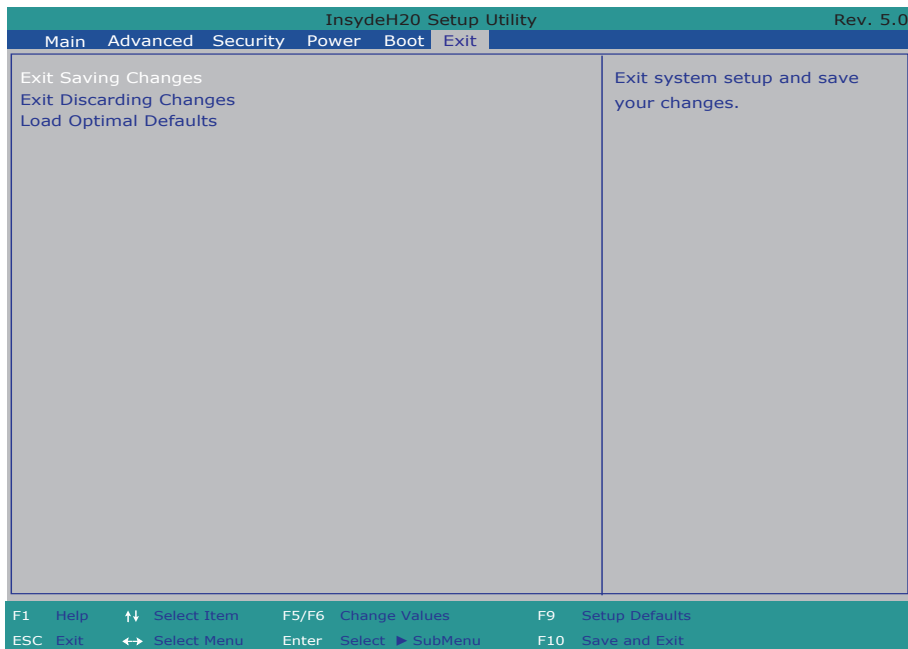 InsydeH20 Setup Utility Rev. 5.0
Main Advanced Security Power Boot Exit
Exit Saving Changes
Exit Discarding Changes
Load Optimal Defaults
Exit system setup and save
your changes.
F1 Help ↑↓ Select Item F5/F6 Change Values F9 Setup Defaults
ESC Exit ←→ Select Menu Enter Select ▶ SubMenu F10 Save and Exit